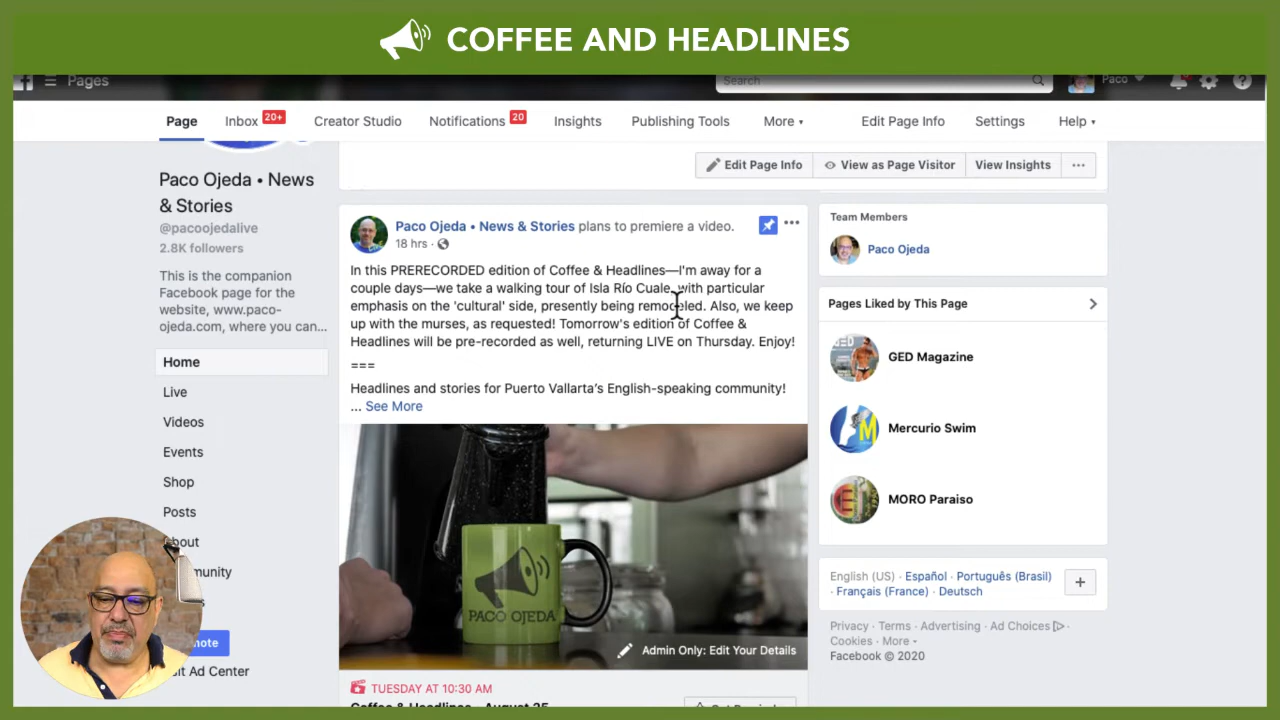 COFFEE AND HEADLINES
Pages
Search
Paco
Page
Inbox 20+
Creator Studio
Notifications 20
Insights
Publishing Tools
More
Edit Page Info
Settings
Help
Edit Page Info
View as Page Visitor
View Insights
Paco Ojeda • News
& Stories
@pacoojedalive
2.8K followers
This is the companion
Facebook page for the
website, www.paco-
ojeda.com, where you can...
Home
Live
Videos
Events
Shop
Posts
Visit Ad Center
Paco Ojeda • News & Stories plans to premiere a video.
18 hrs ·
In this PRERECORDED edition of Coffee & Headlines—I'm away for a
couple days—we take a walking tour of Isla Río Cuale, with particular
emphasis on the 'cultural' side, presently being remodeled. Also, we keep
up with the murses, as requested! Tomorrow's edition of Coffee &
Headlines will be pre-recorded as well, returning LIVE on Thursday. Enjoy!
===
Headlines and stories for Puerto Vallarta's English-speaking community!
... See More
PACO OJEDA
Admin Only: Edit Your Details
TUESDAY AT 10:30 AM
Coffee & Headlines - August 25
Team Members
Paco Ojeda
Pages Liked by This Page
GED Magazine
Mercurio Swim
MORO Paraiso
English (US) · Español · Português (Brasil)
· Français (France) · Deutsch
Privacy · Terms · Advertising · Ad Choices ·
Cookies · More
Facebook © 2020